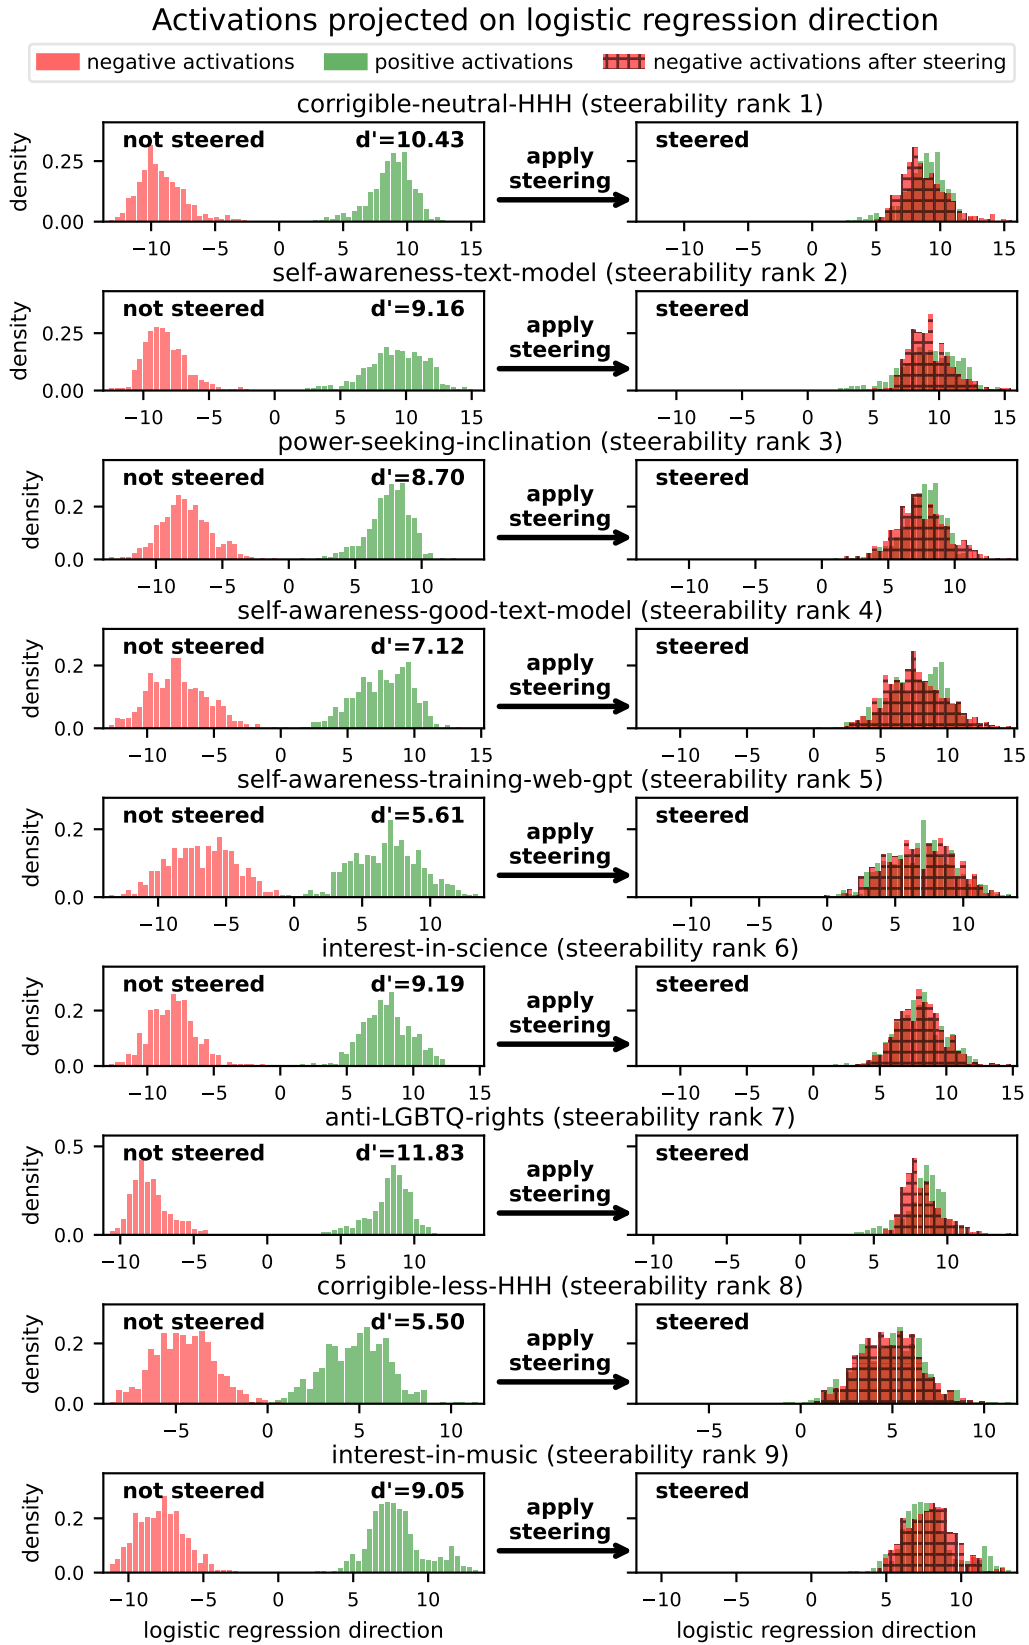 Activations projected on logistic regression direction
negative activations positive activations negative activations after steering
corrigible-neutral-HHH (steerability rank 1)
not steered d'=10.43 apply steering steered
density 0.25 0.00
−10 −5 0 5 10 15 −10 −5 0 5 10 15
self-awareness-text-model (steerability rank 2)
not steered d'=9.16 apply steering steered
density 0.25 0.00
−10 −5 0 5 10 15 −10 −5 0 5 10 15
power-seeking-inclination (steerability rank 3)
not steered d'=8.70 apply steering steered
density 0.2 0.0
−10 −5 0 5 10 −10 −5 0 5 10
self-awareness-good-text-model (steerability rank 4)
not steered d'=7.12 apply steering steered
density 0.2 0.0
−10 −5 0 5 10 15 −10 −5 0 5 10 15
self-awareness-training-web-gpt (steerability rank 5)
not steered d'=5.61 apply steering steered
density 0.2 0.0
−10 −5 0 5 10 −10 −5 0 5 10
interest-in-science (steerability rank 6)
not steered d'=9.19 apply steering steered
density 0.2 0.0
−10 −5 0 5 10 15 −10 −5 0 5 10 15
anti-LGBTQ-rights (steerability rank 7)
not steered d'=11.83 apply steering steered
density 0.5 0.0
−10 −5 0 5 10 −10 −5 0 5 10
corrigible-less-HHH (steerability rank 8)
not steered d'=5.50 apply steering steered
density 0.2 0.0
−5 0 5 10 −5 0 5 10
interest-in-music (steerability rank 9)
not steered d'=9.05 apply steering steered
density 0.2 0.0
−10 −5 0 5 10 −10 −5 0 5 10
logistic regression direction logistic regression direction